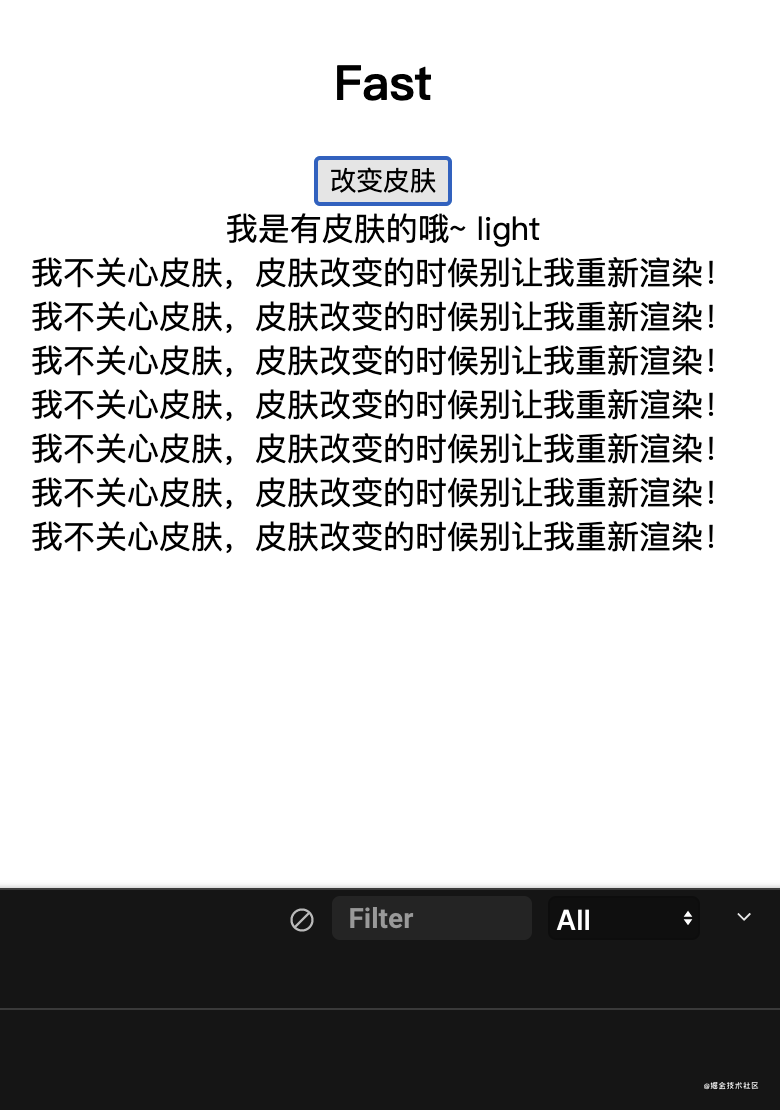 Fast
改变皮肤
我是有皮肤的哦~ light
我不关心皮肤，皮肤改变的时候别让我重新渲染！
我不关心皮肤，皮肤改变的时候别让我重新渲染！
我不关心皮肤，皮肤改变的时候别让我重新渲染！
我不关心皮肤，皮肤改变的时候别让我重新渲染！
我不关心皮肤，皮肤改变的时候别让我重新渲染！
我不关心皮肤，皮肤改变的时候别让我重新渲染！
我不关心皮肤，皮肤改变的时候别让我重新渲染！
Filter All
@掘金技术社区